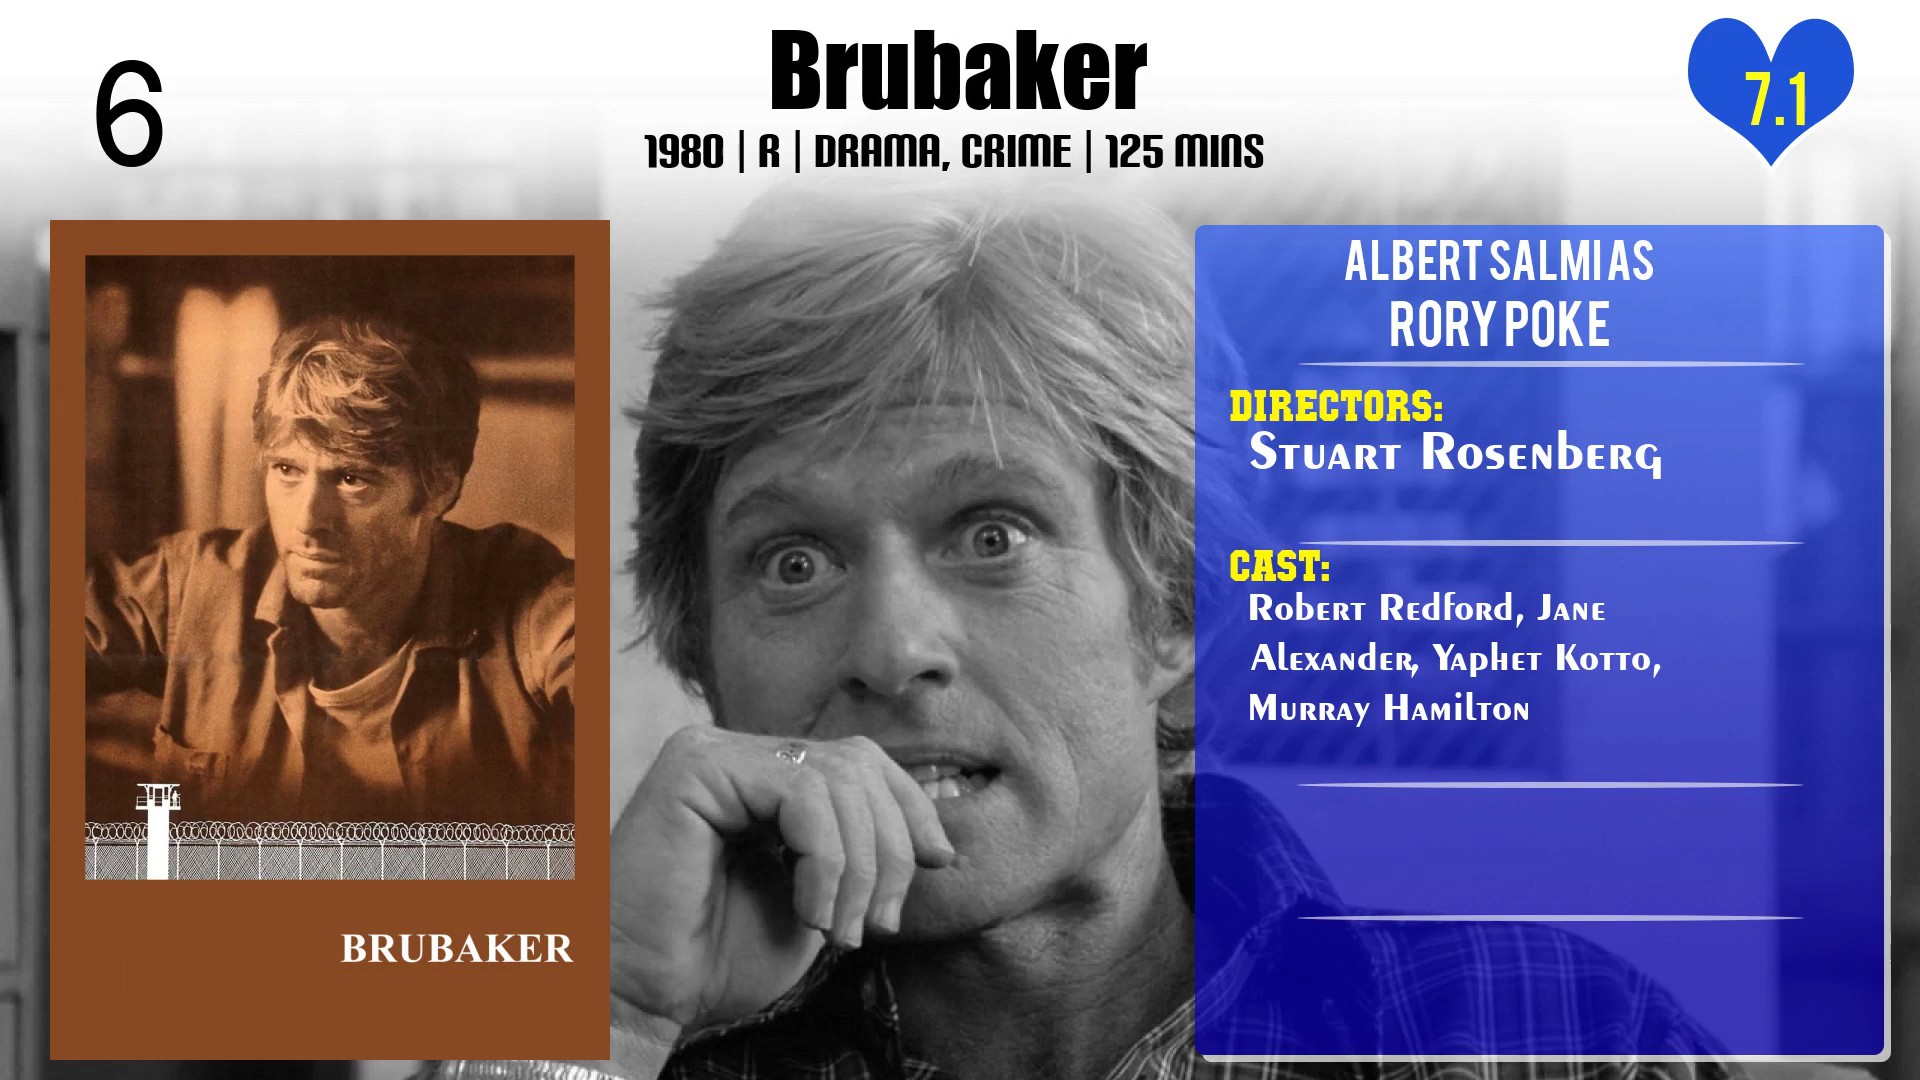 6
Brubaker
7.1
1980 | R | DRAMA, CRIME | 125 MINS
ALBERT SALMI AS
RORY POKE
DIRECTORS:
Stuart Rosenberg
CAST:
Robert Redford, Jane
Alexander, Yaphet Kotto,
Murray Hamilton
BRUBAKER